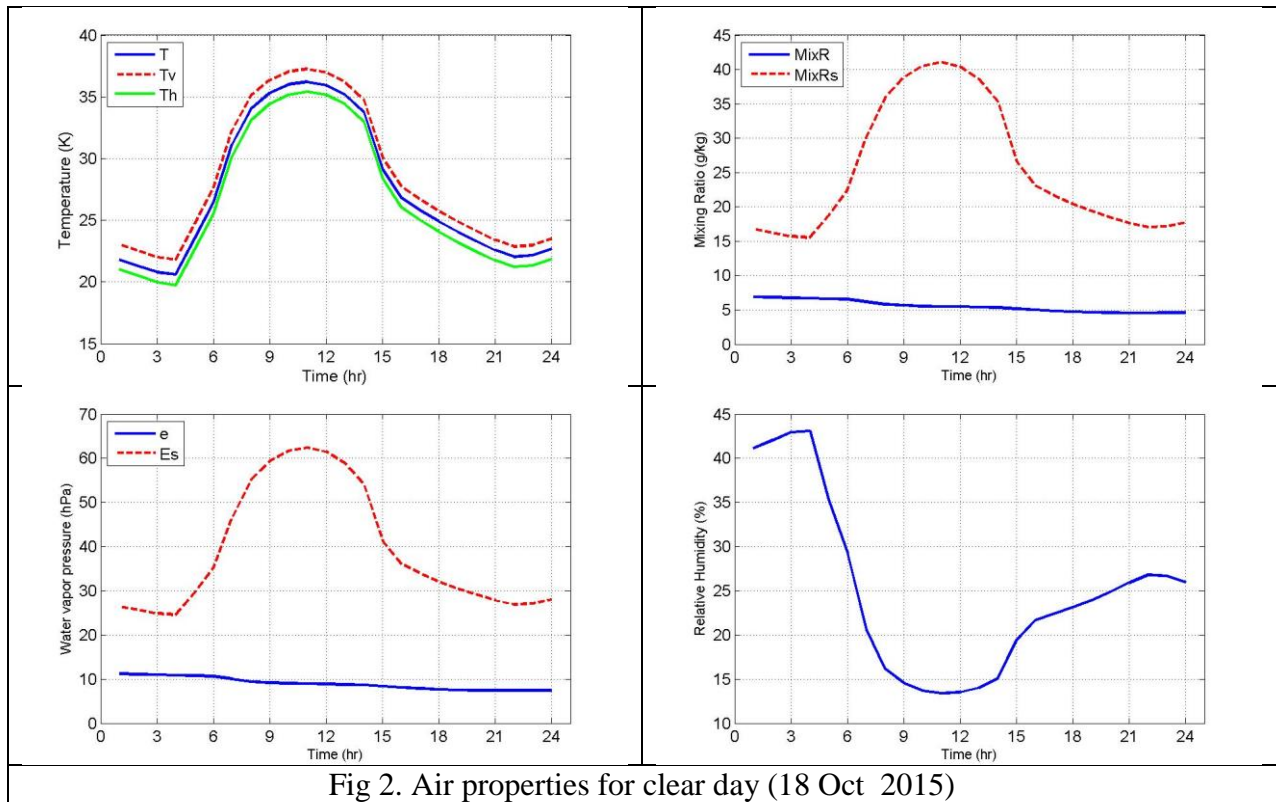 40
35
30
25
20
15
Temperature (K)
T
Tv
Th
0 3 6 9 12 15 18 21 24
Time (hr)
45
40
35
30
25
20
15
10
5
0
Mixing Ratio (g/kg)
MixR
MixRs
0 3 6 9 12 15 18 21 24
Time (hr)
70
60
50
40
30
20
10
0
Water vapor pressure (hPa)
e
Es
0 3 6 9 12 15 18 21 24
Time (hr)
45
40
35
30
25
20
15
10
Relative Humidity (%)
0 3 6 9 12 15 18 21 24
Time (hr)
Fig 2. Air properties for clear day (18 Oct 2015)